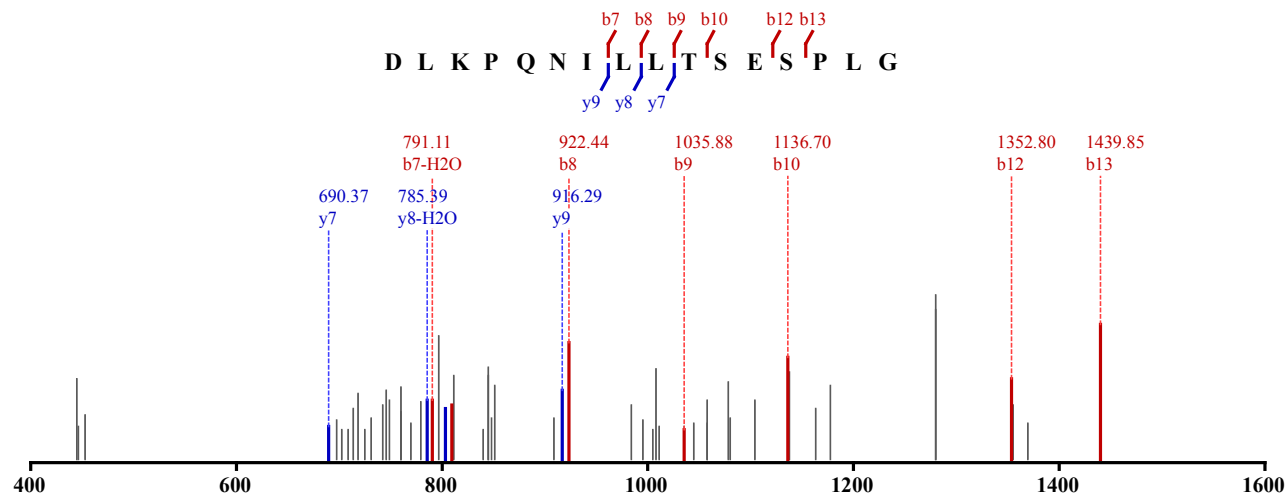 b7 b8 b9 b10 b12 b13
D L K P Q N I L L T S E S P L G
y9 y8 y7
791.11 922.44 1035.88 1136.70 1352.80 1439.85
b7-H2O b8 b9 b10 b12 b13
690.37 785.39 916.29
y7 y8-H2O y9
400 600 800 1000 1200 1400 1600